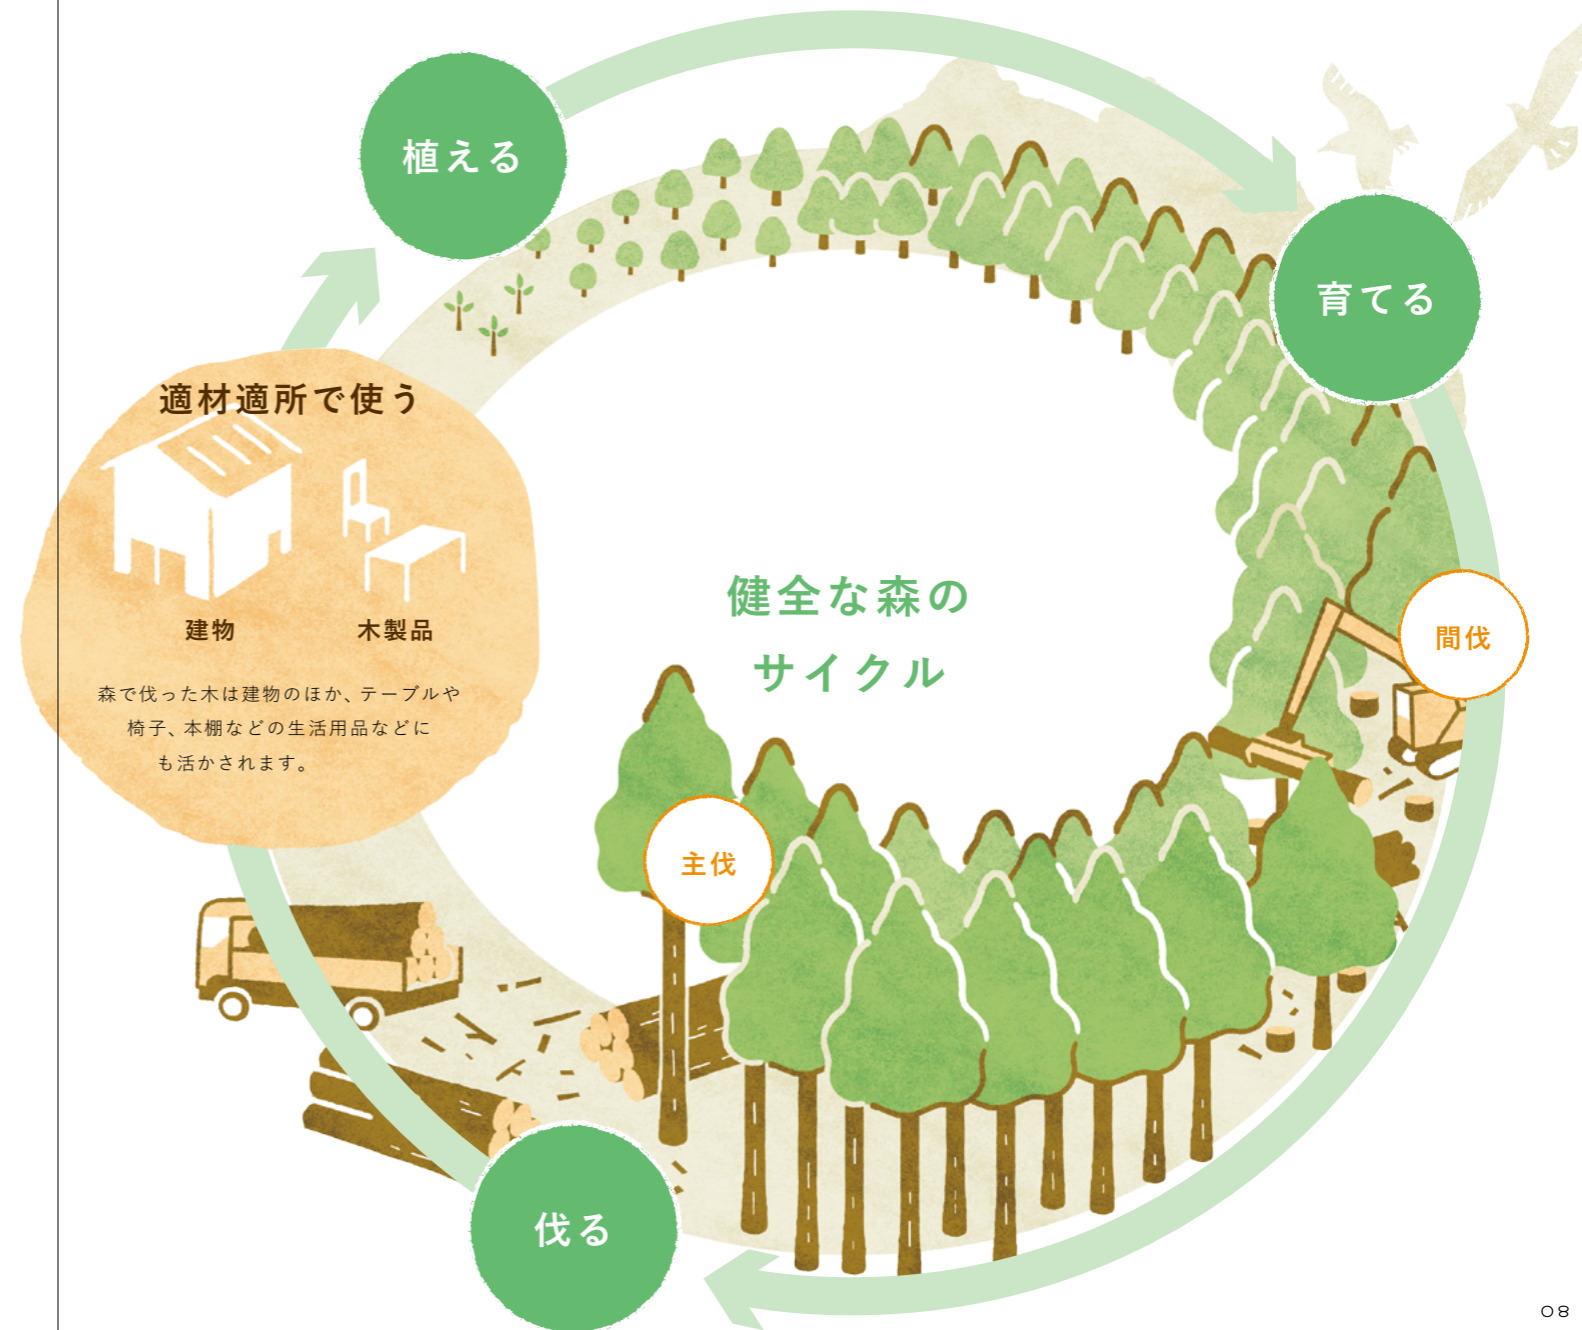 植える
育てる
適材適所で使う
建物
木製品
森で伐った木は建物のほか、テーブルや
椅子、本棚などの生活用品などに
も活かされます。
健全な森の
サイクル
間伐
主伐
伐る
08